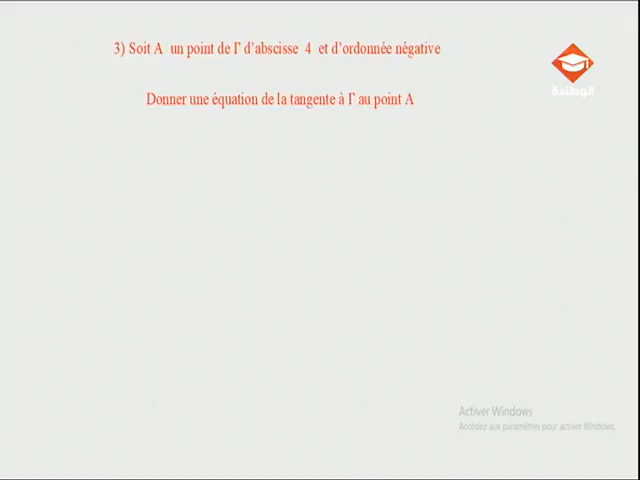 3) Soit A un point de Γ d'abscisse 4 et d'ordonnée négative
Donner une équation de la tangente à Γ au point A
الوطنية
Activer Windows
Accédez aux paramètres pour activer Windows.